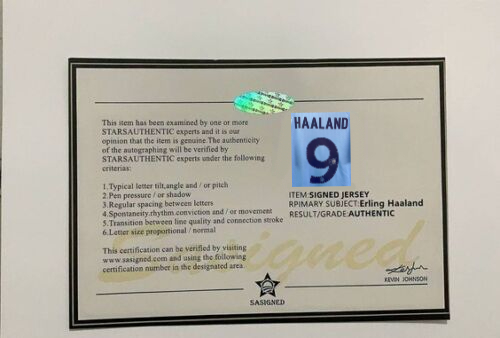 This item has been examined by one or more
STARSAUTHENTIC experts and it is our
opinion that the item is genuine.The authenticity
of the autographing will be verified by
STARSAUTHENTIC experts under the following
criterias:
1.Typical letter tilt,angle and / or pitch
2.Pen pressure / or shadow
3.Regular spacing between letters
4.Spontaneity.rhythm.conviction and / or movement
5.Transition between line quality and connection stroke
6.Letter size proportional / normal
This certification can be verified by visiting
www.sasigned.com and using the following
certification number in the designated area.
HAALAND
9
ITEM:SIGNED JERSEY
RPIMARY SUBJECT:Erling Haaland
RESULT/GRADE:AUTHENTIC
Sasigned
SASIGNED
KEVIN JOHNSON